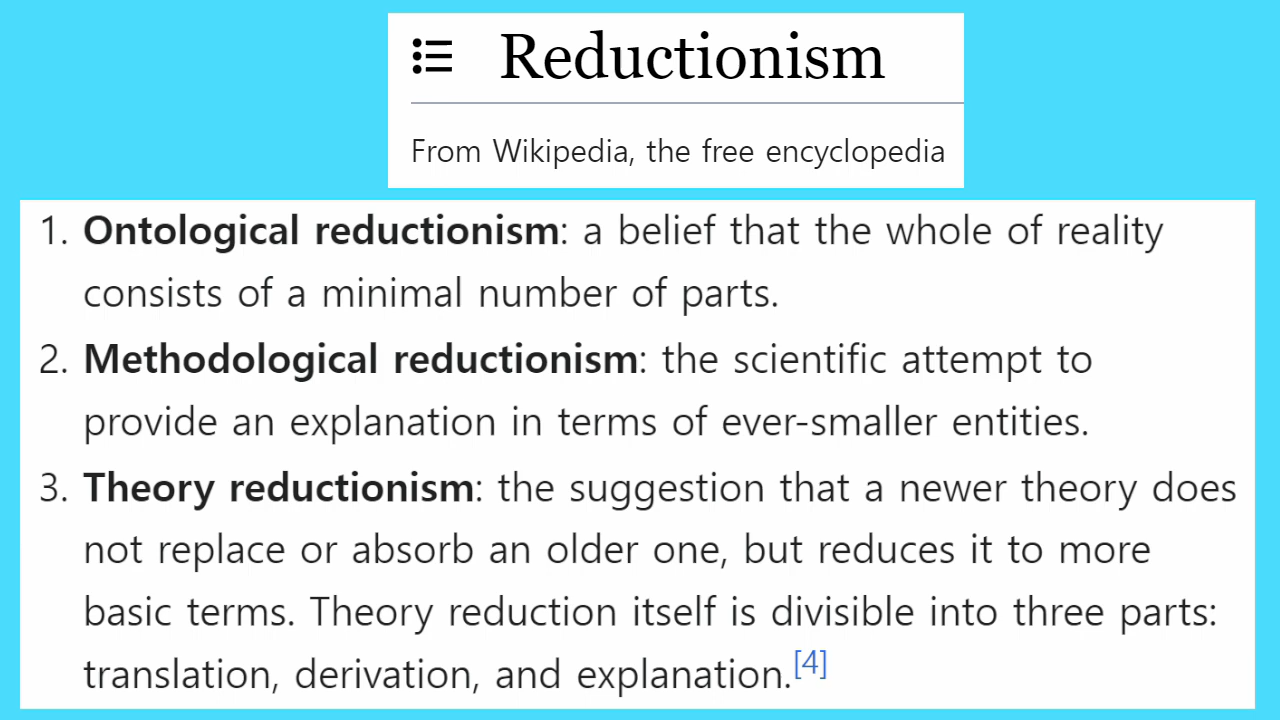 Reductionism
From Wikipedia, the free encyclopedia
1. Ontological reductionism: a belief that the whole of reality
consists of a minimal number of parts.
2. Methodological reductionism: the scientific attempt to
provide an explanation in terms of ever-smaller entities.
3. Theory reductionism: the suggestion that a newer theory does
not replace or absorb an older one, but reduces it to more
basic terms. Theory reduction itself is divisible into three parts:
translation, derivation, and explanation.[4]